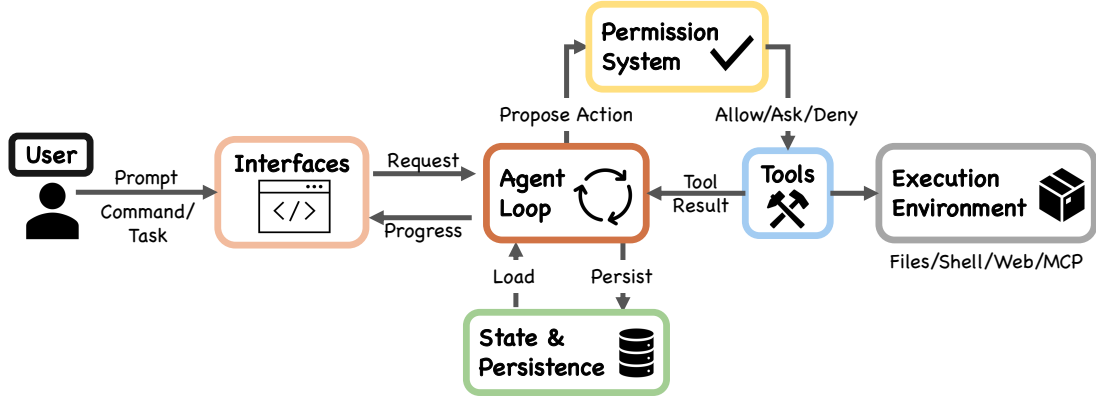 Permission
System
Propose Action
Allow/Ask/Deny
User
Prompt
Command/
Task
Interfaces
</>
Request
Progress
Agent
Loop
Tool
Result
Tools
Execution
Environment
Files/Shell/Web/MCP
Load
Persist
State &
Persistence